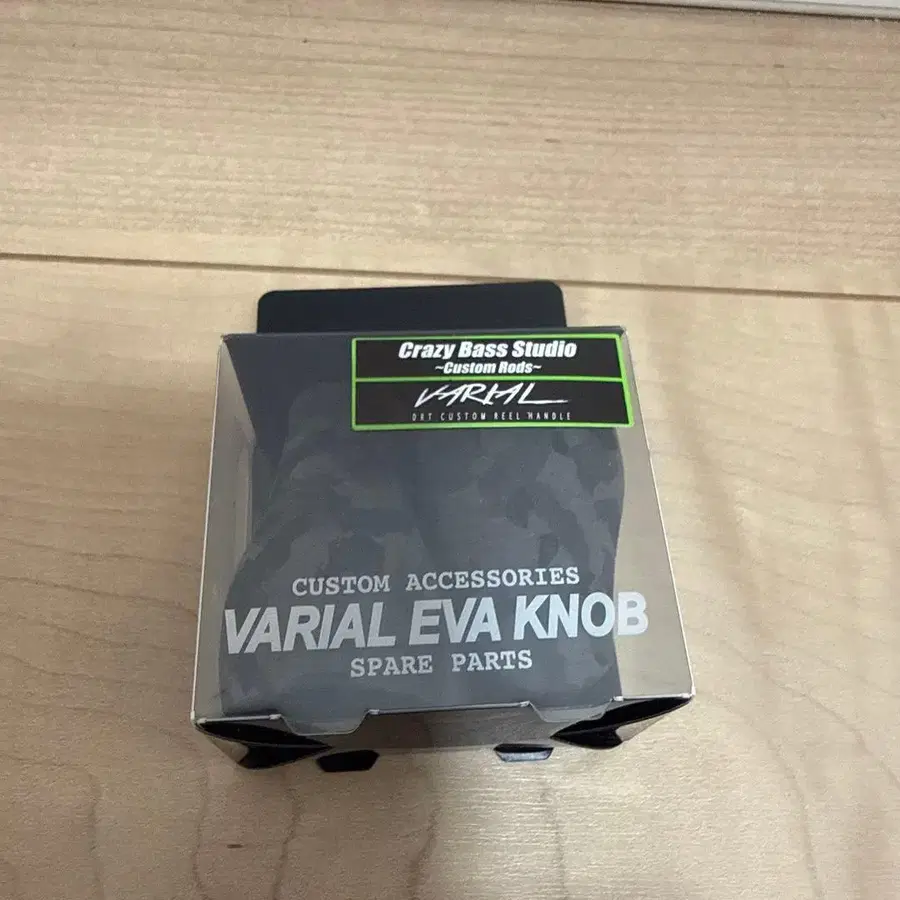 Crazy Bass Studio
~Custom Rods~
VARIAL
DRT CUSTOM REEL HANDLE
CUSTOM ACCESSORIES
VARIAL EVA KNOB
SPARE PARTS